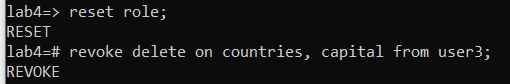 lab4=> reset role;
RESET
lab4=# revoke delete on countries, capital from user3;
REVOKE